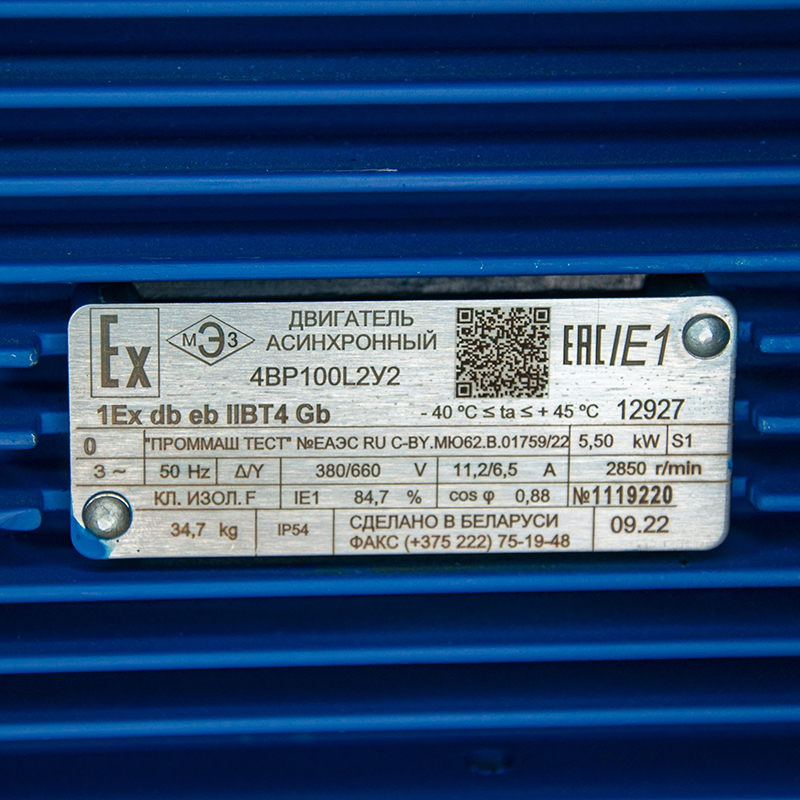 Ex
МЭЗ
ДВИГАТЕЛЬ
АСИНХРОННЫЙ
4ВР100L2У2
EAC IE1
1Ex db eb IIBT4 Gb
- 40 ºC ≤ ta ≤ + 45 ºC 12927
0 "ПРОММАШ ТЕСТ" №ЕАЭС RU C-BY.МЮ62.В.01759/22 5,50 kW S1
3 ~ 50 Hz Δ/Y 380/660 V 11,2/6,5 A 2850 r/min
КЛ. ИЗОЛ. F IE1 84,7 % cos φ 0,88 №1119220
34,7 kg IP54 СДЕЛАНО В БЕЛАРУСИ 09.22
ФАКС (+375 222) 75-19-48